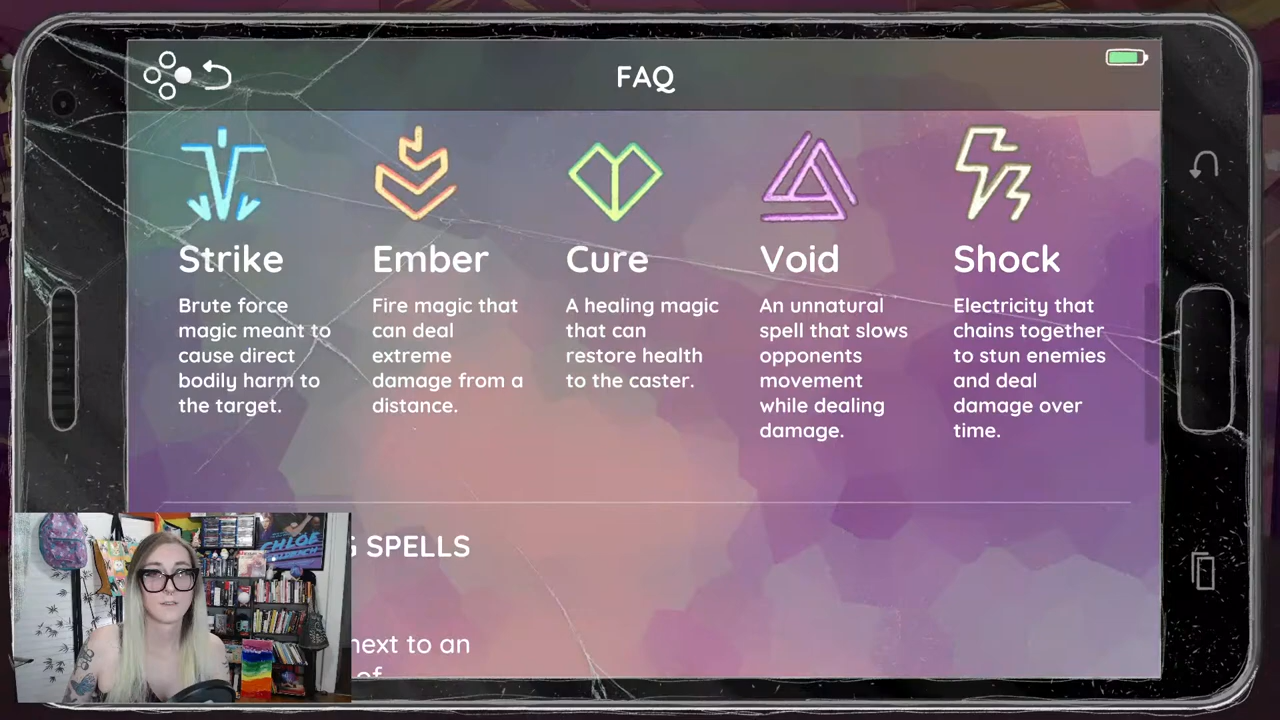 FAQ
Strike
Brute force
magic meant to
cause direct
bodily harm to
the target.
Ember
Fire magic that
can deal
extreme
damage from a
distance.
Cure
A healing magic
that can
restore health
to the caster.
Void
An unnatural
spell that slows
opponents
movement
while dealing
damage.
Shock
Electricity that
chains together
to stun enemies
and deal
damage over
time.
SPELLS
next to an
of
CHLOE